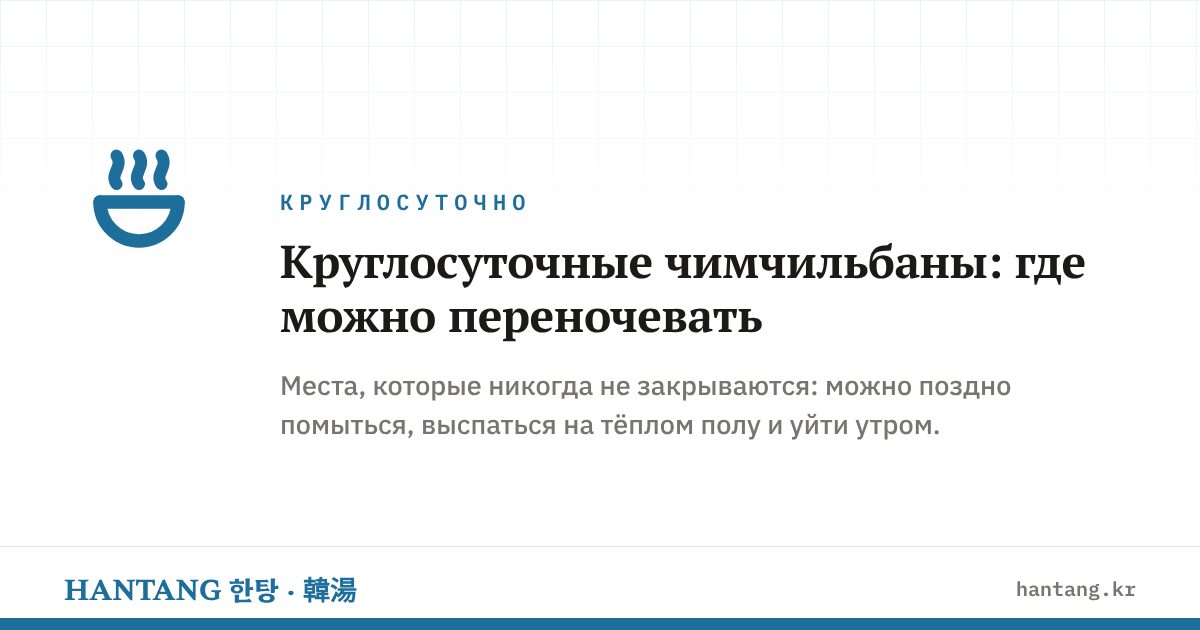 КРУГЛОСУТОЧНО
Круглосуточные чимчильбаны: где
можно переночевать
Места, которые никогда не закрываются: можно поздно
помыться, выспаться на тёплом полу и уйти утром.
HANTANG 한탕 · 韓湯
hantang.kr